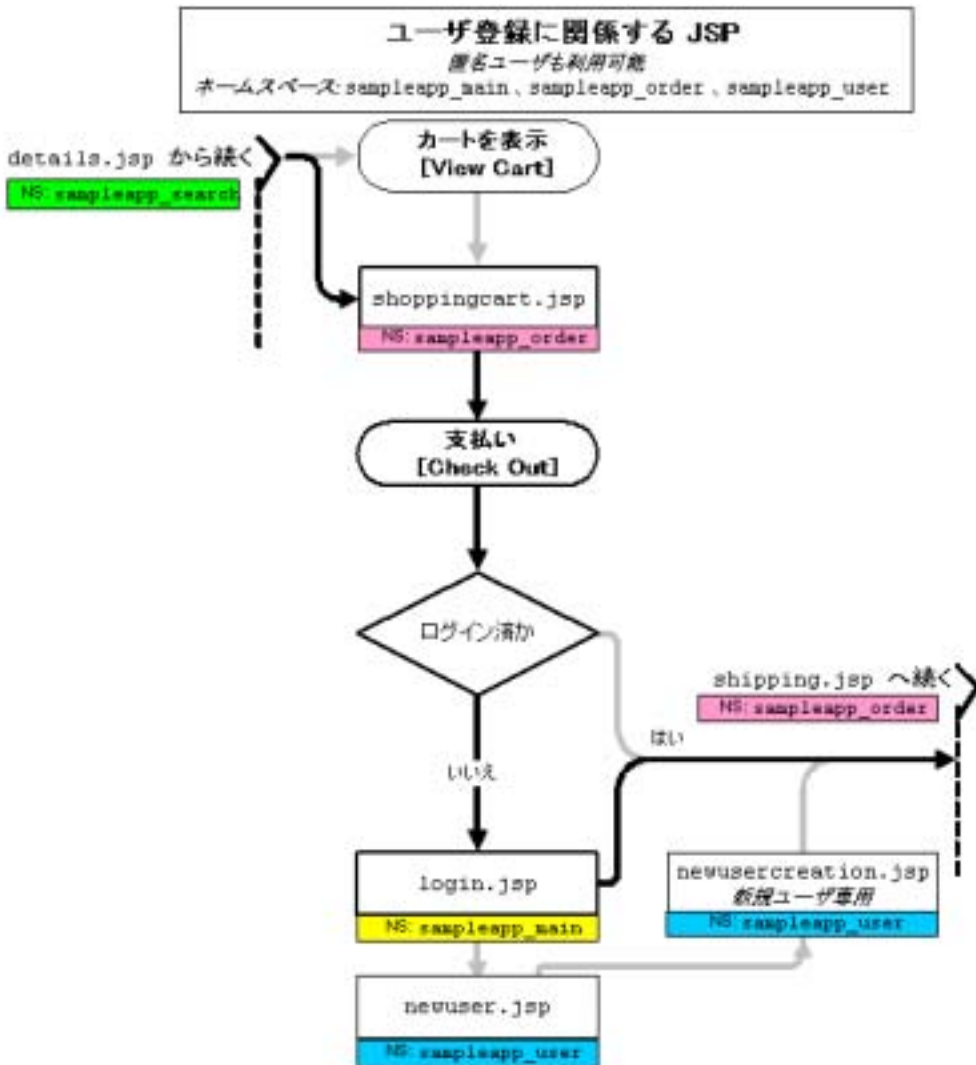 ユーザ登録に関係する JSP
匿名ユーザも利用可能
ネームスペース: sampleapp_main 、sampleapp_order 、sampleapp_user
カートを表示
[View Cart]
details.jsp から続く
NS: sampleapp_search
shoppingcart.jsp
NS: sampleapp_order
支払い
[Check Out]
ログイン済か
shipping.jsp へ続く
NS: sampleapp_order
はい
いいえ
login.jsp
NS: sampleapp_main
newusercreation.jsp
新規ユーザ専用
NS: sampleapp_user
newuser.jsp
NS: sampleapp_user